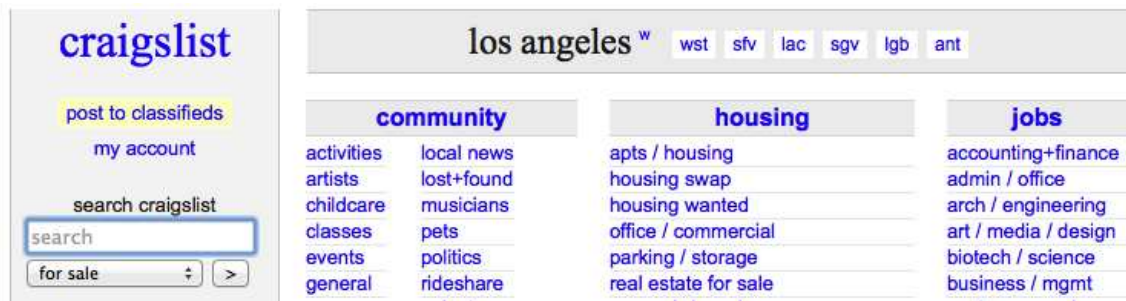 craigslist
post to classifieds
my account
search craigslist
search
for sale
>
los angeles w wst sfv lac sgv lgb ant
community
activities local news
artists lost+found
childcare musicians
classes pets
events politics
general rideshare
housing
apts / housing
housing swap
housing wanted
office / commercial
parking / storage
real estate for sale
jobs
accounting+finance
admin / office
arch / engineering
art / media / design
biotech / science
business / mgmt